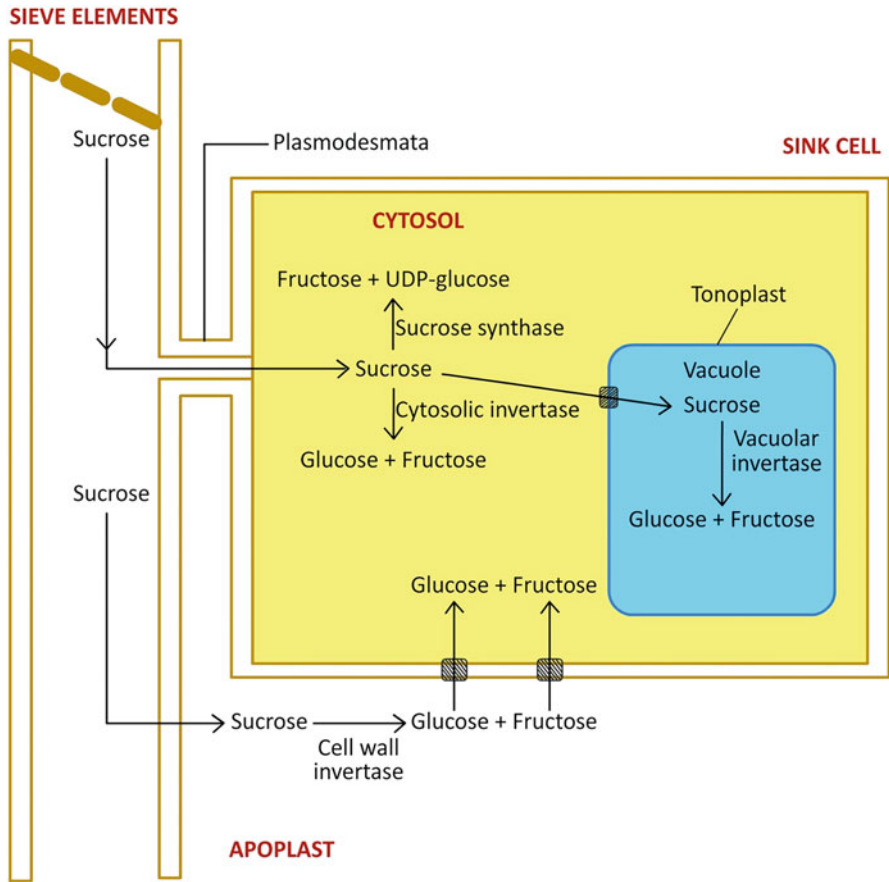 SIEVE ELEMENTS
Sucrose
Plasmodesmata
SINK CELL
CYTOSOL
Fructose + UDP-glucose
Sucrose synthase
Sucrose
Cytosolic invertase
Glucose + Fructose
Tonoplast
Vacuole
Sucrose
Vacuolar
invertase
Glucose + Fructose
Sucrose
Glucose + Fructose
Sucrose
Cell wall
invertase
Glucose + Fructose
APOPLAST